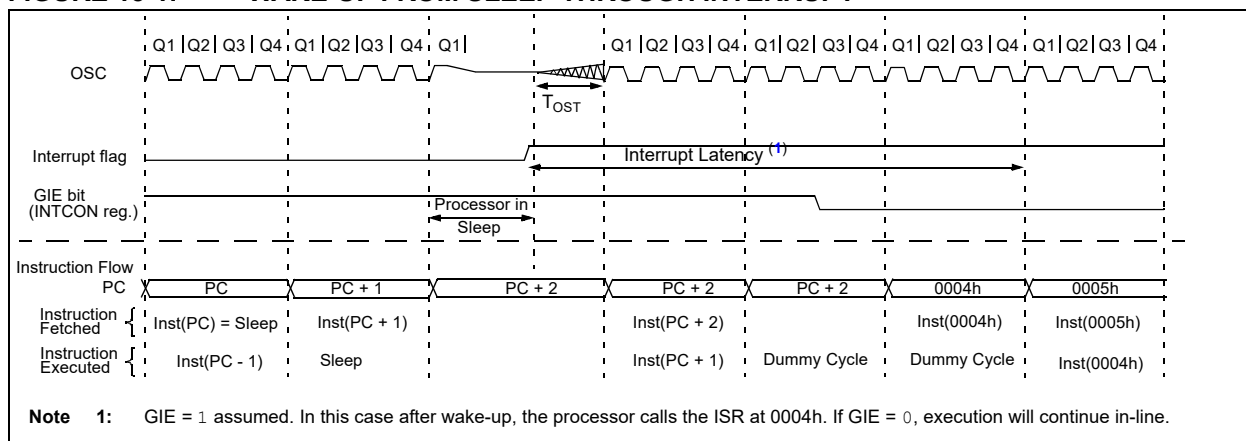 FIGURE 10-1: WAKE-UP FROM SLEEP THROUGH INTERRUPT
Q1 Q2 Q3 Q4 Q1 Q2 Q3 Q4 Q1 Q1 Q2 Q3 Q4 Q1 Q2 Q3 Q4 Q1 Q2 Q3 Q4 Q1 Q2 Q3 Q4
OSC
TOST
Interrupt flag
Interrupt Latency (1)
GIE bit
(INTCON reg.)
Processor in
Sleep
Instruction Flow
PC PC PC + 1 PC + 2 PC + 2 PC + 2 0004h 0005h
Instruction
Fetched
Inst(PC) = Sleep Inst(PC + 1) Inst(PC + 2) Inst(0004h) Inst(0005h)
Instruction
Executed
Inst(PC - 1) Sleep Inst(PC + 1) Dummy Cycle Dummy Cycle Inst(0004h)
Note 1: GIE = 1 assumed. In this case after wake-up, the processor calls the ISR at 0004h. If GIE = 0, execution will continue in-line.